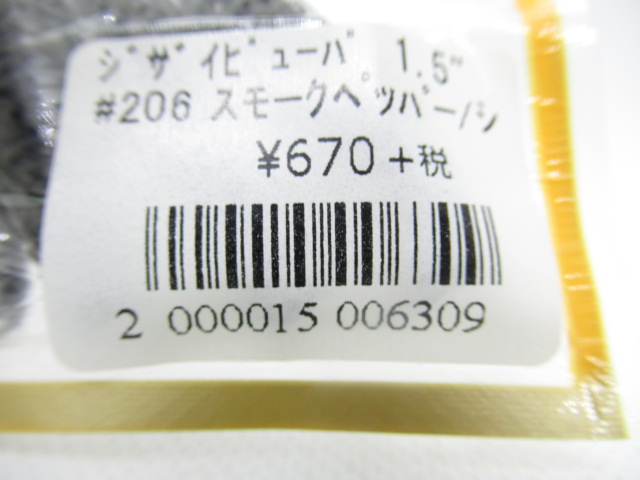 ｼﾞｻﾞｲﾋﾞｭｰﾊﾞ 1.5"
#206 スモークペッパー/ｼ
¥670+税
2 000015 006309